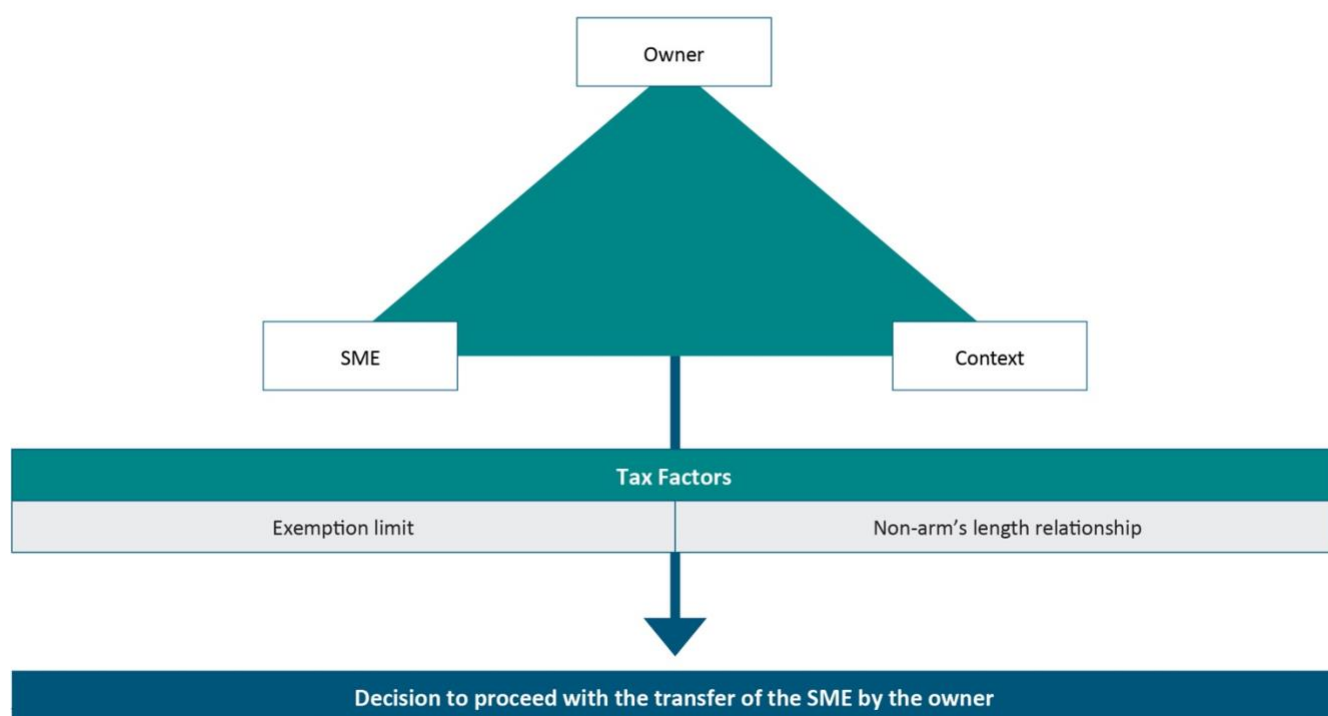 Owner
SME
Context
Tax Factors
Exemption limit
Non-arm's length relationship
Decision to proceed with the transfer of the SME by the owner